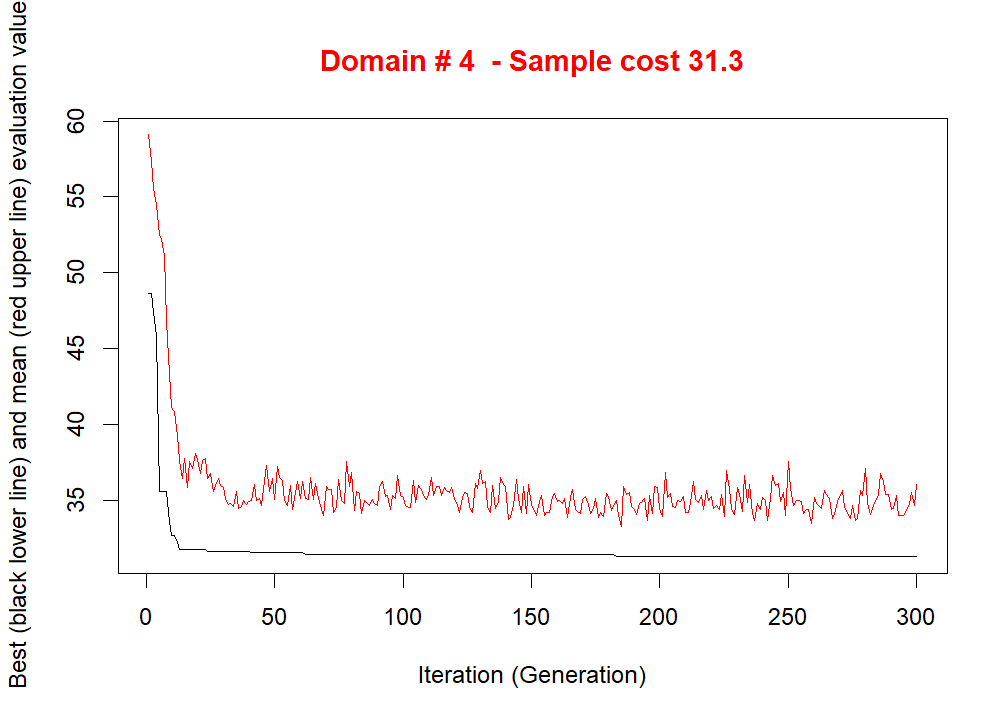 Domain # 4  - Sample cost 31.3
Best (black lower line) and mean (red upper line) evaluation value
60
55
50
45
40
35
0 50 100 150 200 250 300
Iteration (Generation)